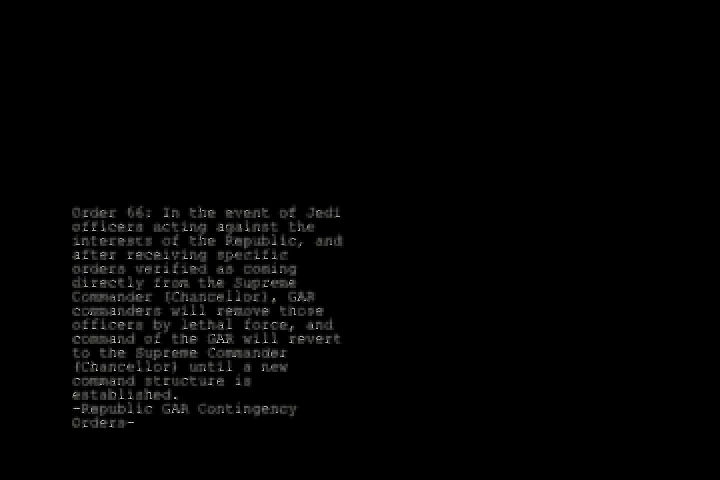 Order 66: In the event of Jedi
officers acting against the
interests of the Republic, and
after receiving specific
orders verified as coming
directly from the Supreme
Commander (Chancellor), GAR
commanders will remove those
officers by lethal force, and
command of the GAR will revert
to the Supreme Commander
(Chancellor) until a new
command structure is
established.
-Republic GAR Contingency
Orders-